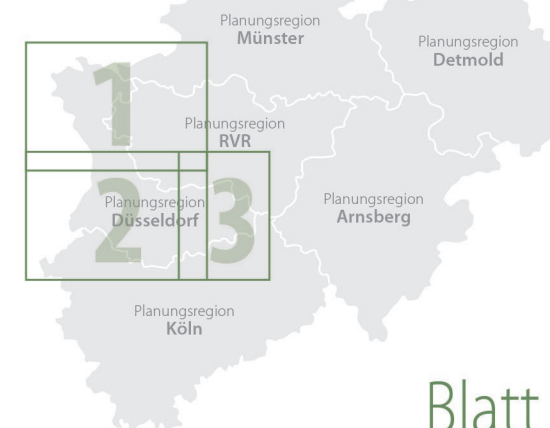 Planungsregion
Münster
Planungsregion
Detmold
1
Planungsregion
RVR
Planungsregion
Düsseldorf
2
3
Planungsregion
Arnsberg
Planungsregion
Köln
Blatt